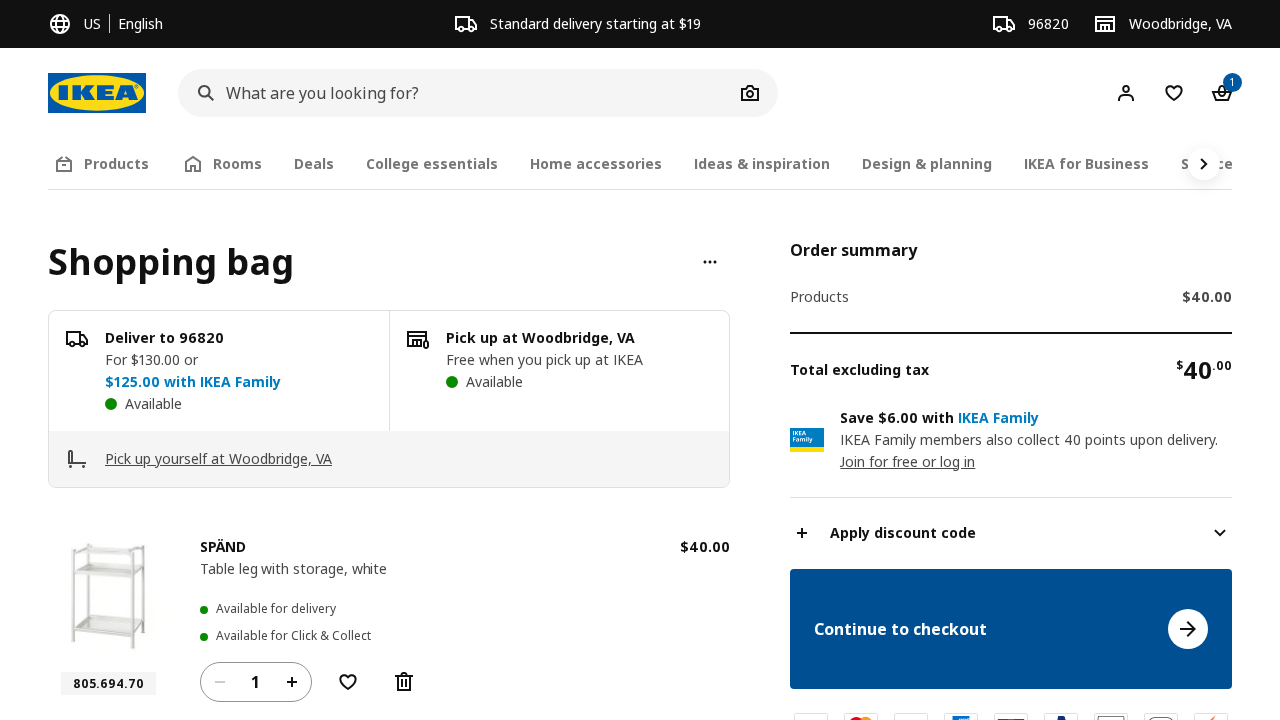 US
English
Standard delivery starting at $19
96820
Woodbridge, VA
IKEA
What are you looking for?
1
Products
Rooms
Deals
College essentials
Home accessories
Ideas & inspiration
Design & planning
IKEA for Business
Shopping bag
Deliver to 96820
For $130.00 or
$125.00 with IKEA Family
Available
Pick up at Woodbridge, VA
Free when you pick up at IKEA
Available
Pick up yourself at Woodbridge, VA
SPÄND
$40.00
Table leg with storage, white
Available for delivery
Available for Click & Collect
805.694.70
1
Order summary
Products
$40.00
Total excluding tax
$40.00
IKEA
Family
Save $6.00 with IKEA Family
IKEA Family members also collect 40 points upon delivery.
Join for free or log in
Apply discount code
Continue to checkout